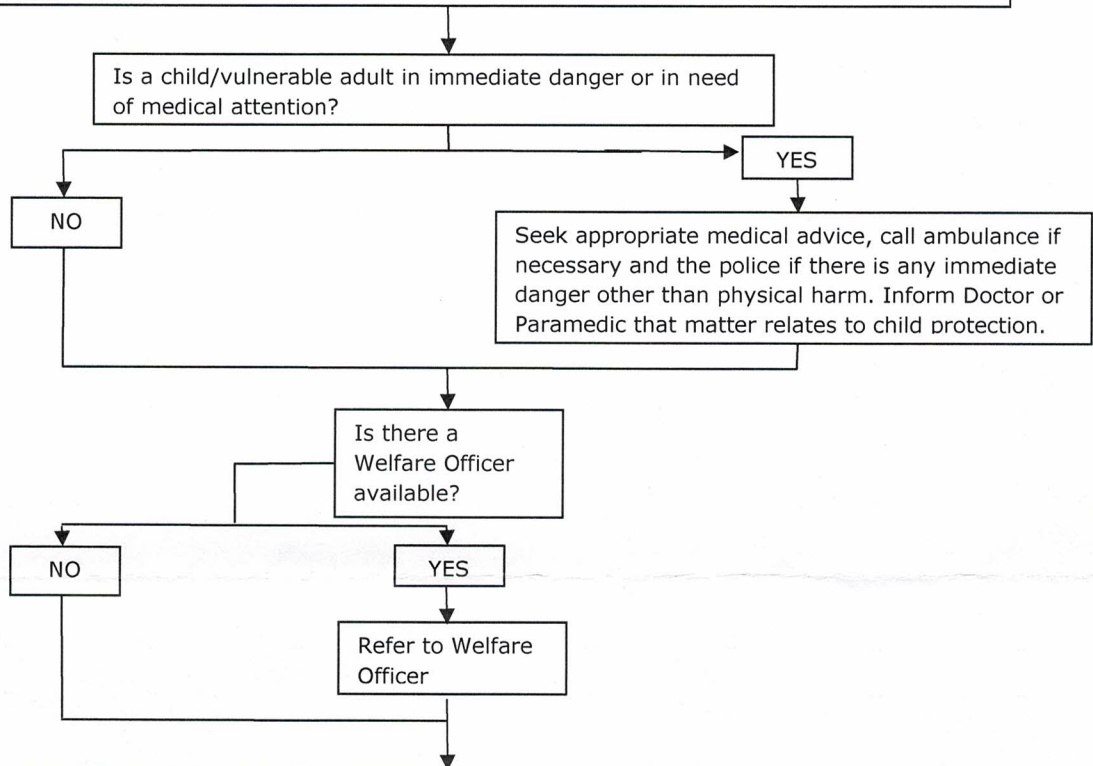 Is a child/vulnerable adult in immediate danger or in need
of medical attention?
YES
NO
Seek appropriate medical advice, call ambulance if
necessary and the police if there is any immediate
danger other than physical harm. Inform Doctor or
Paramedic that matter relates to child protection.
Is there a
Welfare Officer
available?
NO
YES
Refer to Welfare
Officer